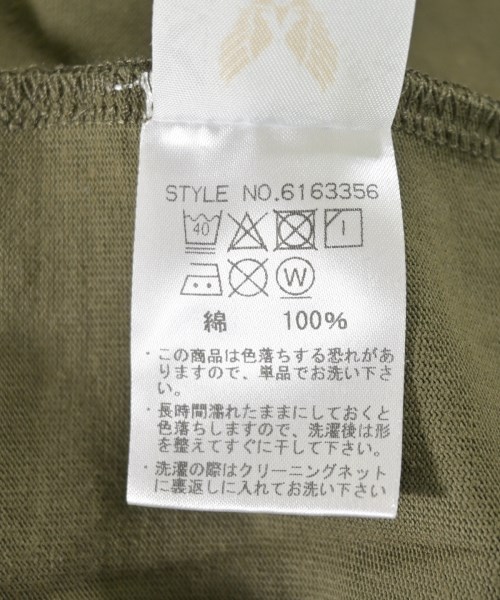 STYLE NO.6163356
40
W
綿 100%
・この商品は色落ちする恐れがあ
りますので、単品でお洗い下さ
い。
・長時間濡れたままにしておくと
色落ちしますので、洗濯後は形
を整えてすぐに干して下さい。
・洗濯の際はクリーニングネット
に裏返しに入れてお洗い下さい